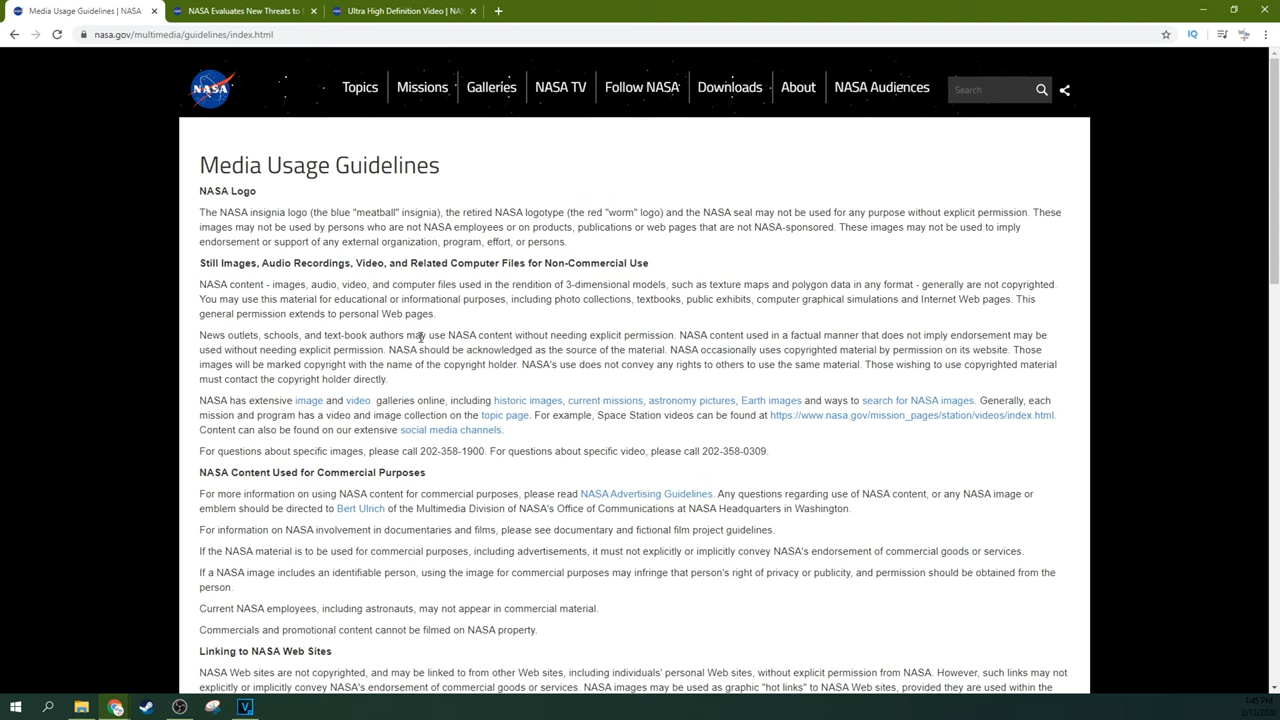 Media Usage Guidelines | NASA
NASA Evaluates New Threats to E
Ultra High Definition Video | NAS
nasa.gov/multimedia/guidelines/index.html
IQ
NASA
Topics
Missions
Galleries
NASA TV
Follow NASA
Downloads
About
NASA Audiences
Search
Media Usage Guidelines
NASA Logo
The NASA insignia logo (the blue "meatball" insignia), the retired NASA logotype (the red "worm" logo) and the NASA seal may not be used for any purpose without explicit permission. These
images may not be used by persons who are not NASA employees or on products, publications or web pages that are not NASA-sponsored. These images may not be used to imply
endorsement or support of any external organization, program, effort, or persons.
Still Images, Audio Recordings, Video, and Related Computer Files for Non-Commercial Use
NASA content - images, audio, video, and computer files used in the rendition of 3-dimensional models, such as texture maps and polygon data in any format - generally are not copyrighted.
You may use this material for educational or informational purposes, including photo collections, textbooks, public exhibits, computer graphical simulations and Internet Web pages. This
general permission extends to personal Web pages.
News outlets, schools, and text-book authors may use NASA content without needing explicit permission. NASA content used in a factual manner that does not imply endorsement may be
used without needing explicit permission. NASA should be acknowledged as the source of the material. NASA occasionally uses copyrighted material by permission on its website. Those
images will be marked copyright with the name of the copyright holder. NASA's use does not convey any rights to others to use the same material. Those wishing to use copyrighted material
must contact the copyright holder directly.
NASA has extensive image and video galleries online, including historic images, current missions, astronomy pictures, Earth images and ways to search for NASA images. Generally, each
mission and program has a video and image collection on the topic page. For example, Space Station videos can be found at https://www.nasa.gov/mission_pages/station/videos/index.html.
Content can also be found on our extensive social media channels.
For questions about specific images, please call 202-358-1900. For questions about specific video, please call 202-358-0309.
NASA Content Used for Commercial Purposes
For more information on using NASA content for commercial purposes, please read NASA Advertising Guidelines. Any questions regarding use of NASA content, or any NASA image or
emblem should be directed to Bert Ulrich of the Multimedia Division of NASA's Office of Communications at NASA Headquarters in Washington.
For information on NASA involvement in documentaries and films, please see documentary and fictional film project guidelines.
If the NASA material is to be used for commercial purposes, including advertisements, it must not explicitly or implicitly convey NASA's endorsement of commercial goods or services.
If a NASA image includes an identifiable person, using the image for commercial purposes may infringe that person's right of privacy or publicity, and permission should be obtained from the
person.
Current NASA employees, including astronauts, may not appear in commercial material.
Commercials and promotional content cannot be filmed on NASA property.
Linking to NASA Web Sites
NASA Web sites are not copyrighted, and may be linked to from other Web sites, including individuals' personal Web sites, without explicit permission from NASA. However, such links may not
explicitly or implicitly convey NASA's endorsement of commercial goods or services. NASA images may be used as graphic "hot links" to NASA Web sites, provided they are used within the
1:45 PM